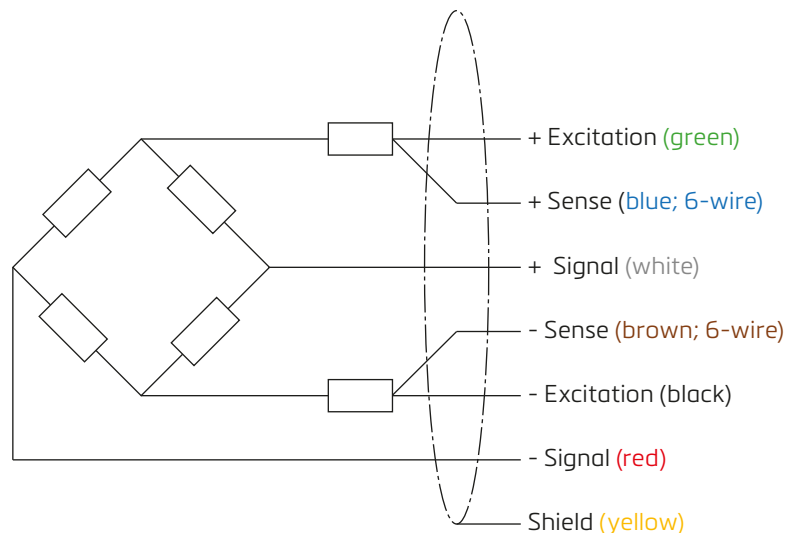 + Excitation (green)
+ Sense (blue; 6-wire)
+ Signal (white)
- Sense (brown; 6-wire)
- Excitation (black)
- Signal (red)
Shield (yellow)